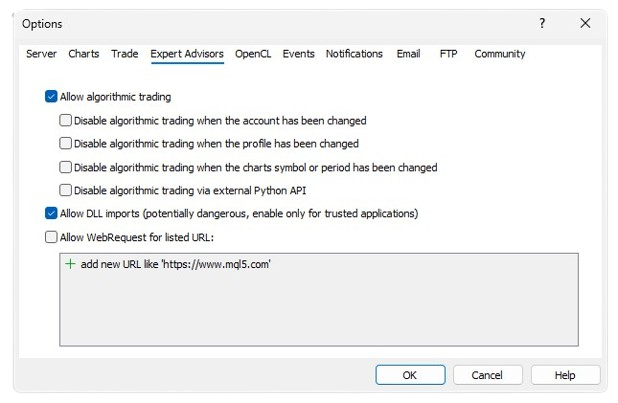 Options
?
Server Charts Trade Expert Advisors OpenCL Events Notifications Email FTP Community
Allow algorithmic trading
Disable algorithmic trading when the account has been changed
Disable algorithmic trading when the profile has been changed
Disable algorithmic trading when the charts symbol or period has been changed
Disable algorithmic trading via external Python API
Allow DLL imports (potentially dangerous, enable only for trusted applications)
Allow WebRequest for listed URL:
add new URL like 'https://www.mql5.com'
OK Cancel Help